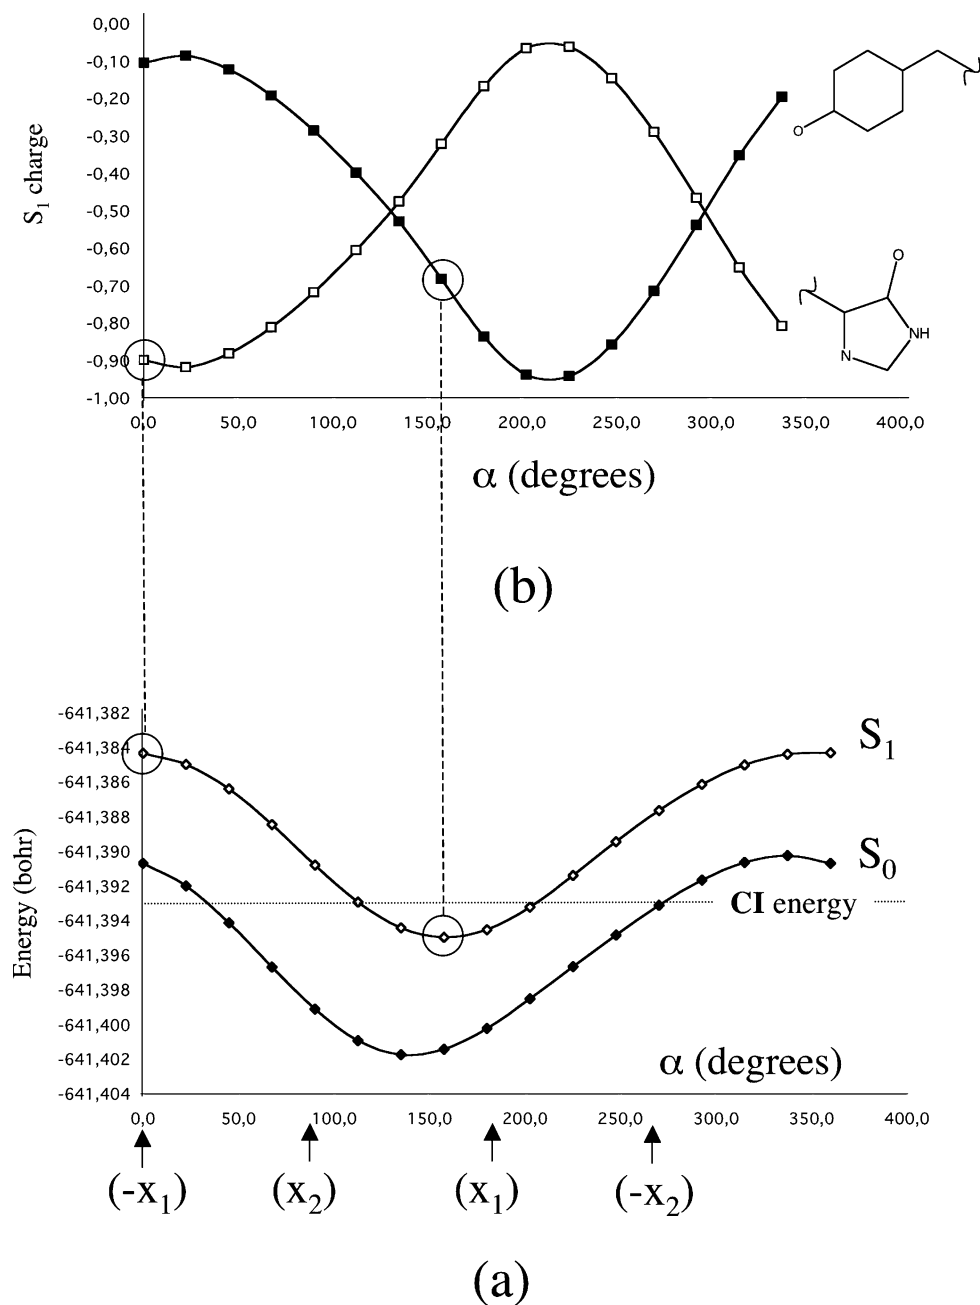 0,00
-0,10
-0,20
-0,30
-0,40
-0,50
-0,60
-0,70
-0,80
-0,90
-1,00
S1 charge
O
O
NH
N
0,0 50,0 100,0 150,0 200,0 250,0 300,0 350,0 400,0
α (degrees)
(b)
-641,382
-641,384
-641,386
-641,388
-641,390
-641,392
-641,394
-641,396
-641,398
-641,400
-641,402
-641,404
Energy (bohr)
S1
S0
CI energy
α (degrees)
0,0 50,0 100,0 150,0 200,0 250,0 300,0 350,0 400,0
(-x1) (x2) (x1) (-x2)
(a)